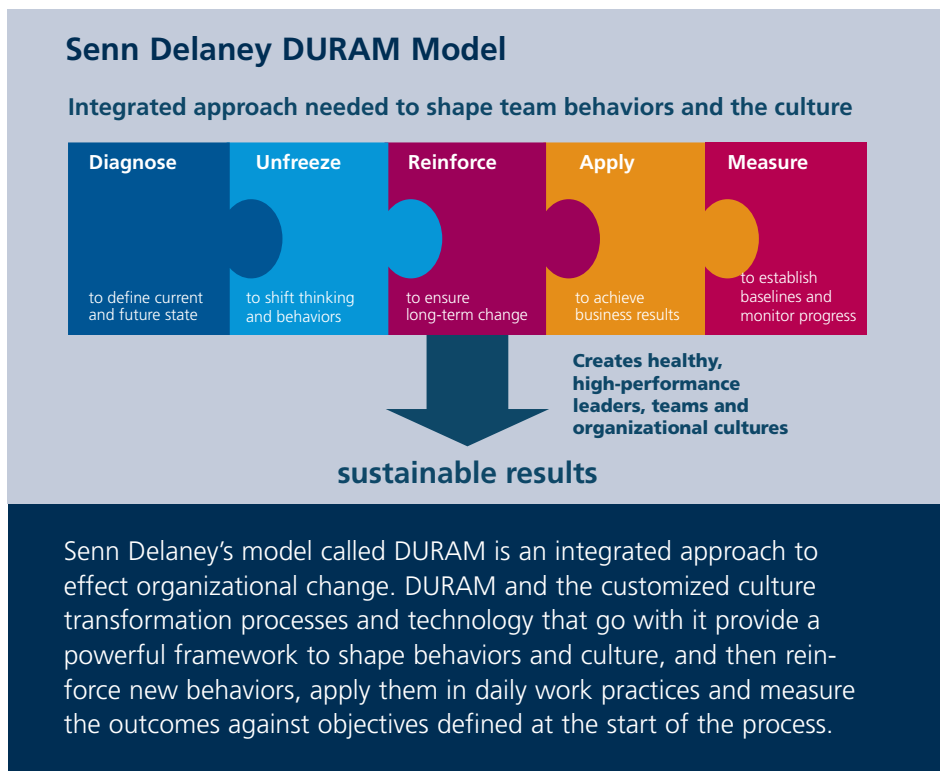 Senn Delaney DURAM Model
Integrated approach needed to shape team behaviors and the culture
Diagnose
to define current
and future state
Unfreeze
to shift thinking
and behaviors
Reinforce
to ensure
long-term change
Apply
to achieve
business results
Measure
to establish
baselines and
monitor progress
Creates healthy,
high-performance
leaders, teams and
organizational cultures
sustainable results
Senn Delaney’s model called DURAM is an integrated approach to
effect organizational change. DURAM and the customized culture
transformation processes and technology that go with it provide a
powerful framework to shape behaviors and culture, and then rein-
force new behaviors, apply them in daily work practices and measure
the outcomes against objectives defined at the start of the process.